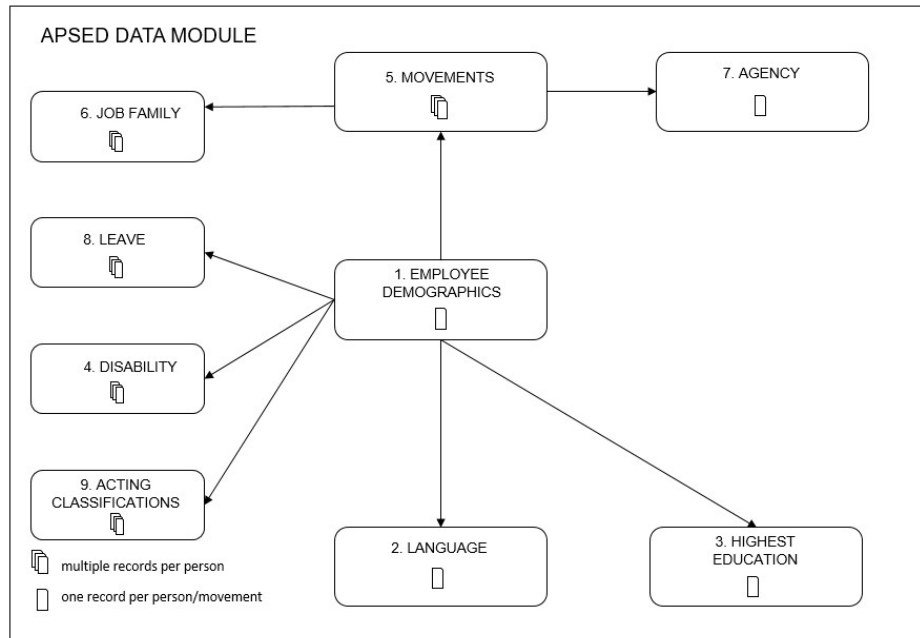 APSED DATA MODULE
5. MOVEMENTS
7. AGENCY
6. JOB FAMILY
8. LEAVE
1. EMPLOYEE
DEMOGRAPHICS
4. DISABILITY
9. ACTING
CLASSIFICATIONS
2. LANGUAGE
3. HIGHEST
EDUCATION
multiple records per person
one record per person/movement